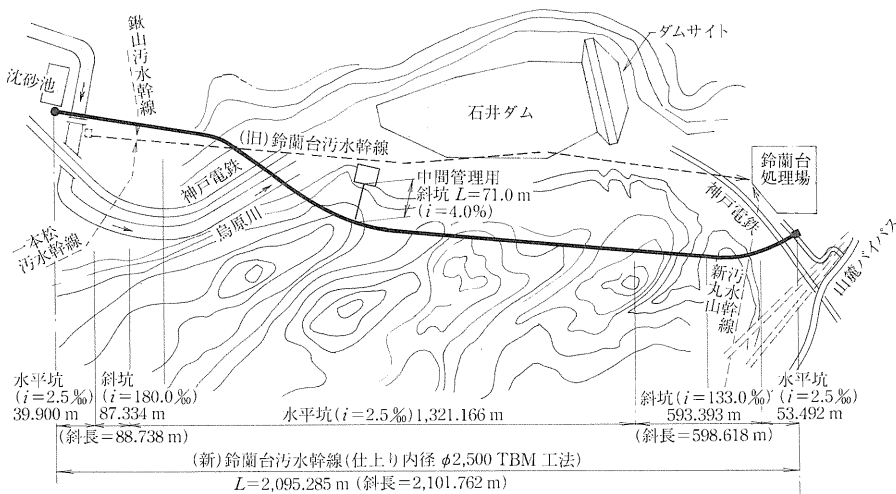 鍬山汚水幹線
沈砂池
ダムサイト
石井ダム
(旧)鈴蘭台汚水幹線
鈴蘭台
処理場
神戸電鉄
中間管理用
斜坑 L=71.0 m
(i=4.0%)
神戸電鉄
烏原川
一本松
汚水幹線
新丸山
汚水幹線
山麓バイパス
水平坑
(i=2.5‰)
39.900 m
斜坑
(i=180.0‰)
87.334 m
(斜長=88.738 m)
水平坑(i=2.5‰)1,321.166 m
斜坑(i=133.0‰)
593.393 m
(斜長=598.618 m)
水平坑
(i=2.5‰)
53.492 m
(新)鈴蘭台汚水幹線(仕上り内径 φ2,500 TBM 工法)
L=2,095.285 m (斜長=2,101.762 m)